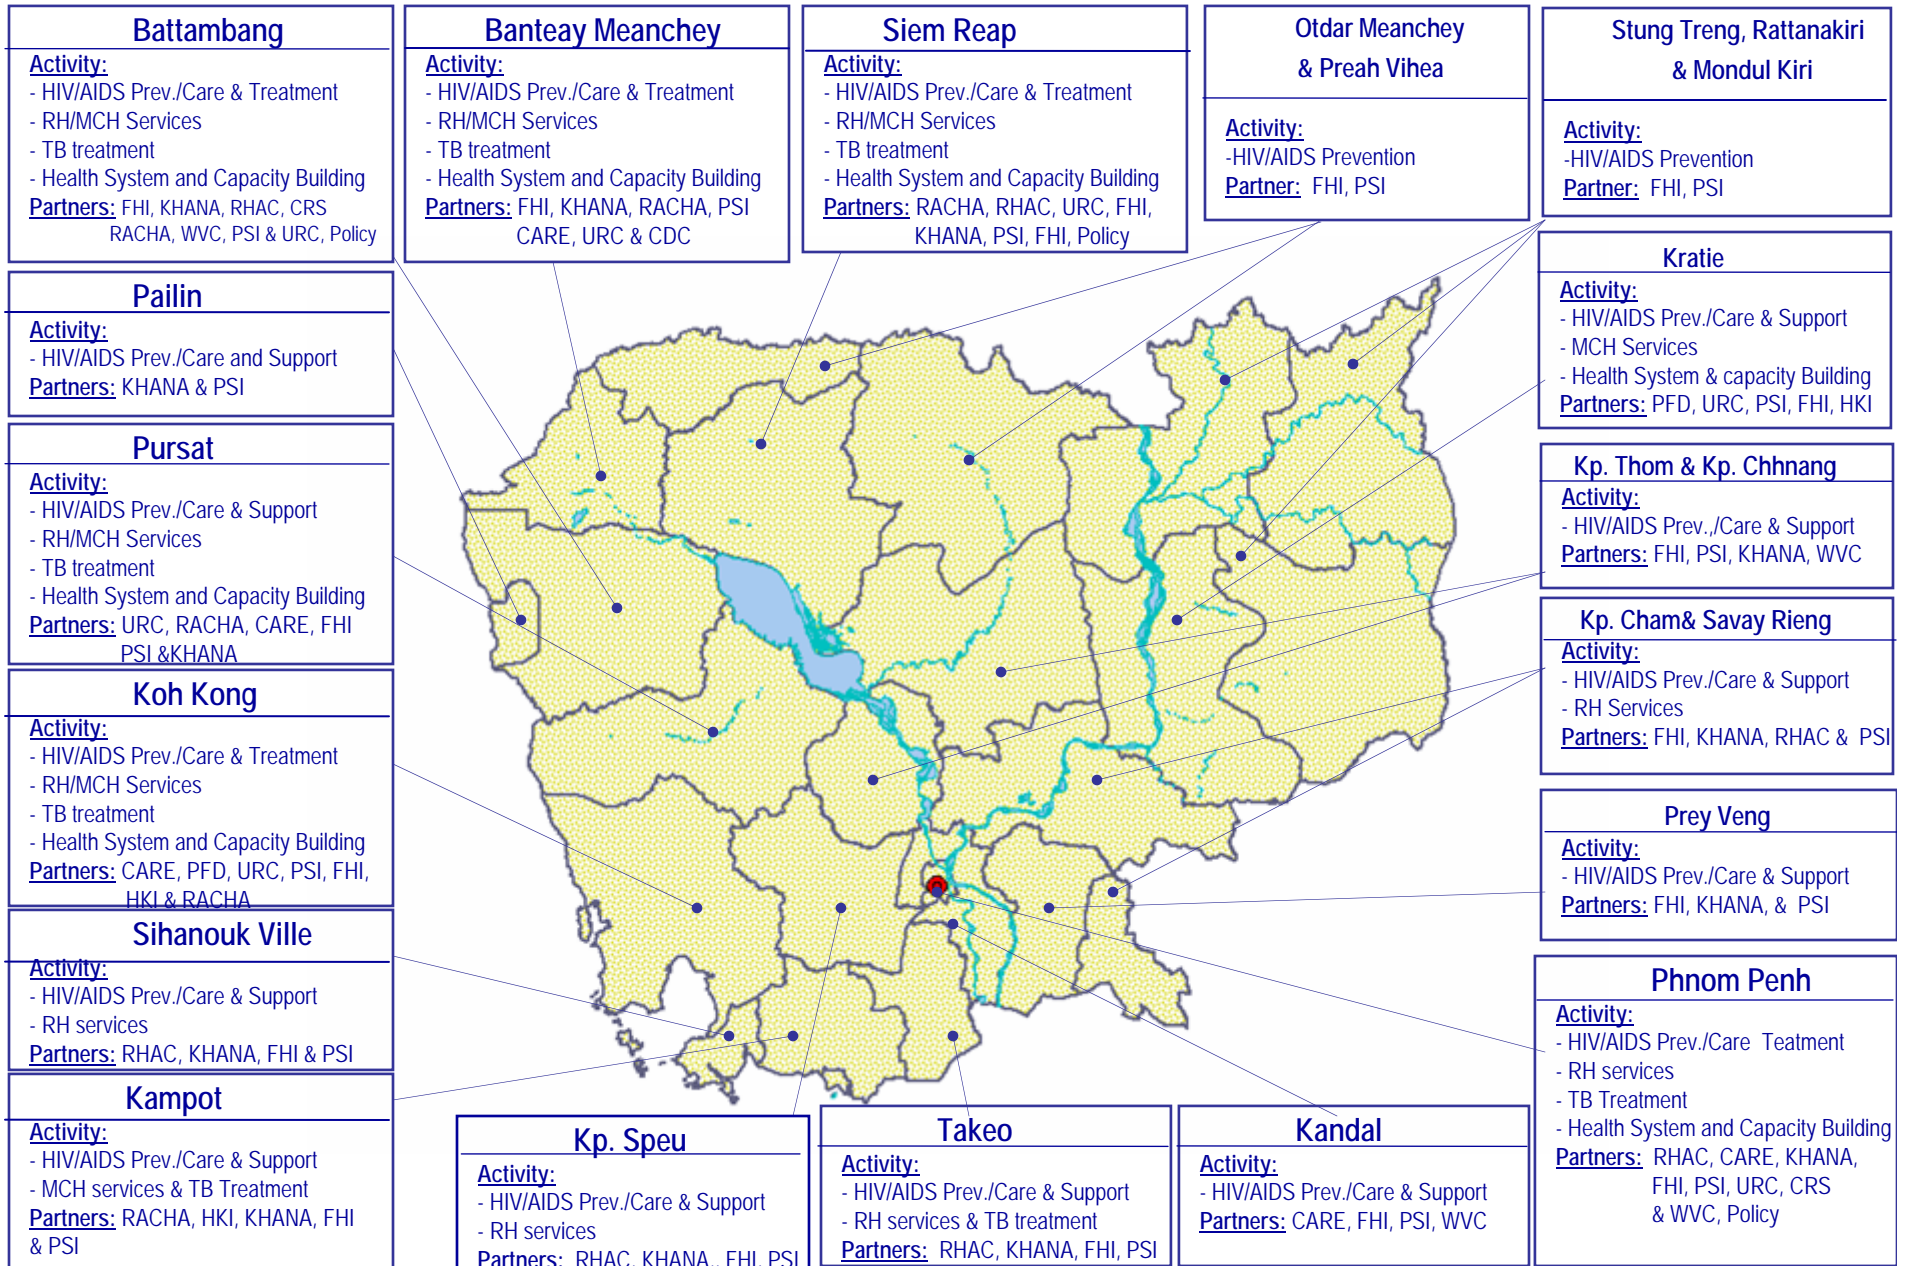 Battambang
Activity:
- HIV/AIDS Prev./Care & Treatment
- RH/MCH Services
- TB treatment
- Health System and Capacity Building
Partners: FHI, KHANA, RHAC, CRS
RACHA, WVC, PSI & URC, Policy
Banteay Meanchey
Activity:
- HIV/AIDS Prev./Care & Treatment
- RH/MCH Services
- TB treatment
- Health System and Capacity Building
Partners: FHI, KHANA, RACHA, PSI
CARE, URC & CDC
Siem Reap
Activity:
- HIV/AIDS Prev./Care & Treatment
- RH/MCH Services
- TB treatment
- Health System and Capacity Building
Partners: RACHA, RHAC, URC, FHI,
KHANA, PSI, FHI, Policy
Otdar Meanchey
& Preah Vihea
Activity:
-HIV/AIDS Prevention
Partner: FHI, PSI
Stung Treng, Rattanakiri
& Mondul Kiri
Activity:
-HIV/AIDS Prevention
Partner: FHI, PSI
Pailin
Activity:
- HIV/AIDS Prev./Care and Support
Partners: KHANA & PSI
Pursat
Activity:
- HIV/AIDS Prev./Care & Support
- RH/MCH Services
- TB treatment
- Health System and Capacity Building
Partners: URC, RACHA, CARE, FHI
PSI &KHANA
Koh Kong
Activity:
- HIV/AIDS Prev./Care & Treatment
- RH/MCH Services
- TB treatment
- Health System and Capacity Building
Partners: CARE, PFD, URC, PSI, FHI,
HKI & RACHA
Sihanouk Ville
Activity:
- HIV/AIDS Prev./Care & Support
- RH services
Partners: RHAC, KHANA, FHI & PSI
Kampot
Activity:
- HIV/AIDS Prev./Care & Support
- MCH services & TB Treatment
Partners: RACHA, HKI, KHANA, FHI
& PSI
Kp. Speu
Activity:
- HIV/AIDS Prev./Care & Support
- RH services
Partners: RHAC, KHANA,, FHI, PSI
Takeo
Activity:
- HIV/AIDS Prev./Care & Support
- RH services & TB treatment
Partners: RHAC, KHANA, FHI, PSI
Kandal
Activity:
- HIV/AIDS Prev./Care & Support
Partners: CARE, FHI, PSI, WVC
Kratie
Activity:
- HIV/AIDS Prev./Care & Support
- MCH Services
- Health System & capacity Building
Partners: PFD, URC, PSI, FHI, HKI
Kp. Thom & Kp. Chhnang
Activity:
- HIV/AIDS Prev.,/Care & Support
Partners: FHI, PSI, KHANA, WVC
Kp. Cham& Savay Rieng
Activity:
- HIV/AIDS Prev./Care & Support
- RH Services
Partners: FHI, KHANA, RHAC & PSI
Prey Veng
Activity:
- HIV/AIDS Prev./Care & Support
Partners: FHI, KHANA, & PSI
Phnom Penh
Activity:
- HIV/AIDS Prev./Care Teatment
- RH services
- TB Treatment
- Health System and Capacity Building
Partners: RHAC, CARE, KHANA,
FHI, PSI, URC, CRS
& WVC, Policy